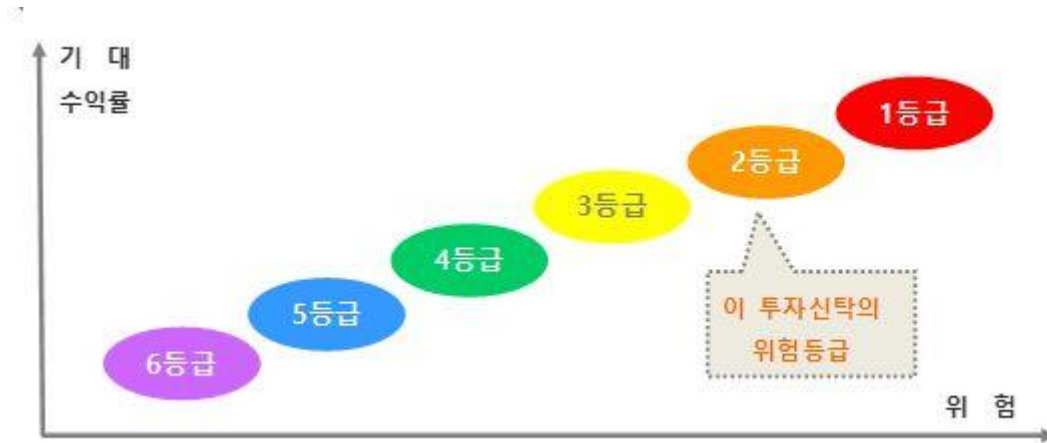 기 대
수익률
1등급
2등급
3등급
4등급
5등급
6등급
이 투자신탁의
위험등급
위 험